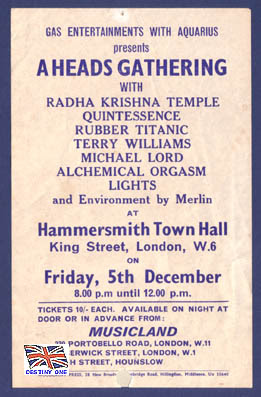 GAS ENTERTAINMENTS WITH AQUARIUS
presents
A HEADS GATHERING
WITH
RADHA KRISHNA TEMPLE
QUINTESSENCE
RUBBER TITANIC
TERRY WILLIAMS
MICHAEL LORD
ALCHEMICAL ORGASM
LIGHTS
and Environment by Merlin
AT
Hammersmith Town Hall
King Street, London, W.6
ON
Friday, 5th December
8.00 p.m until 12.00 p.m.
TICKETS 10/- EACH. AVAILABLE ON NIGHT AT
DOOR OR IN ADVANCE FROM:
MUSICLAND
PORTOBELLO ROAD, LONDON, W.11
ERWICK STREET, LONDON, W.1
H STREET, HOUNSLOW
PRESS, Hillingdon, Middlesex.
DESTINY ONE